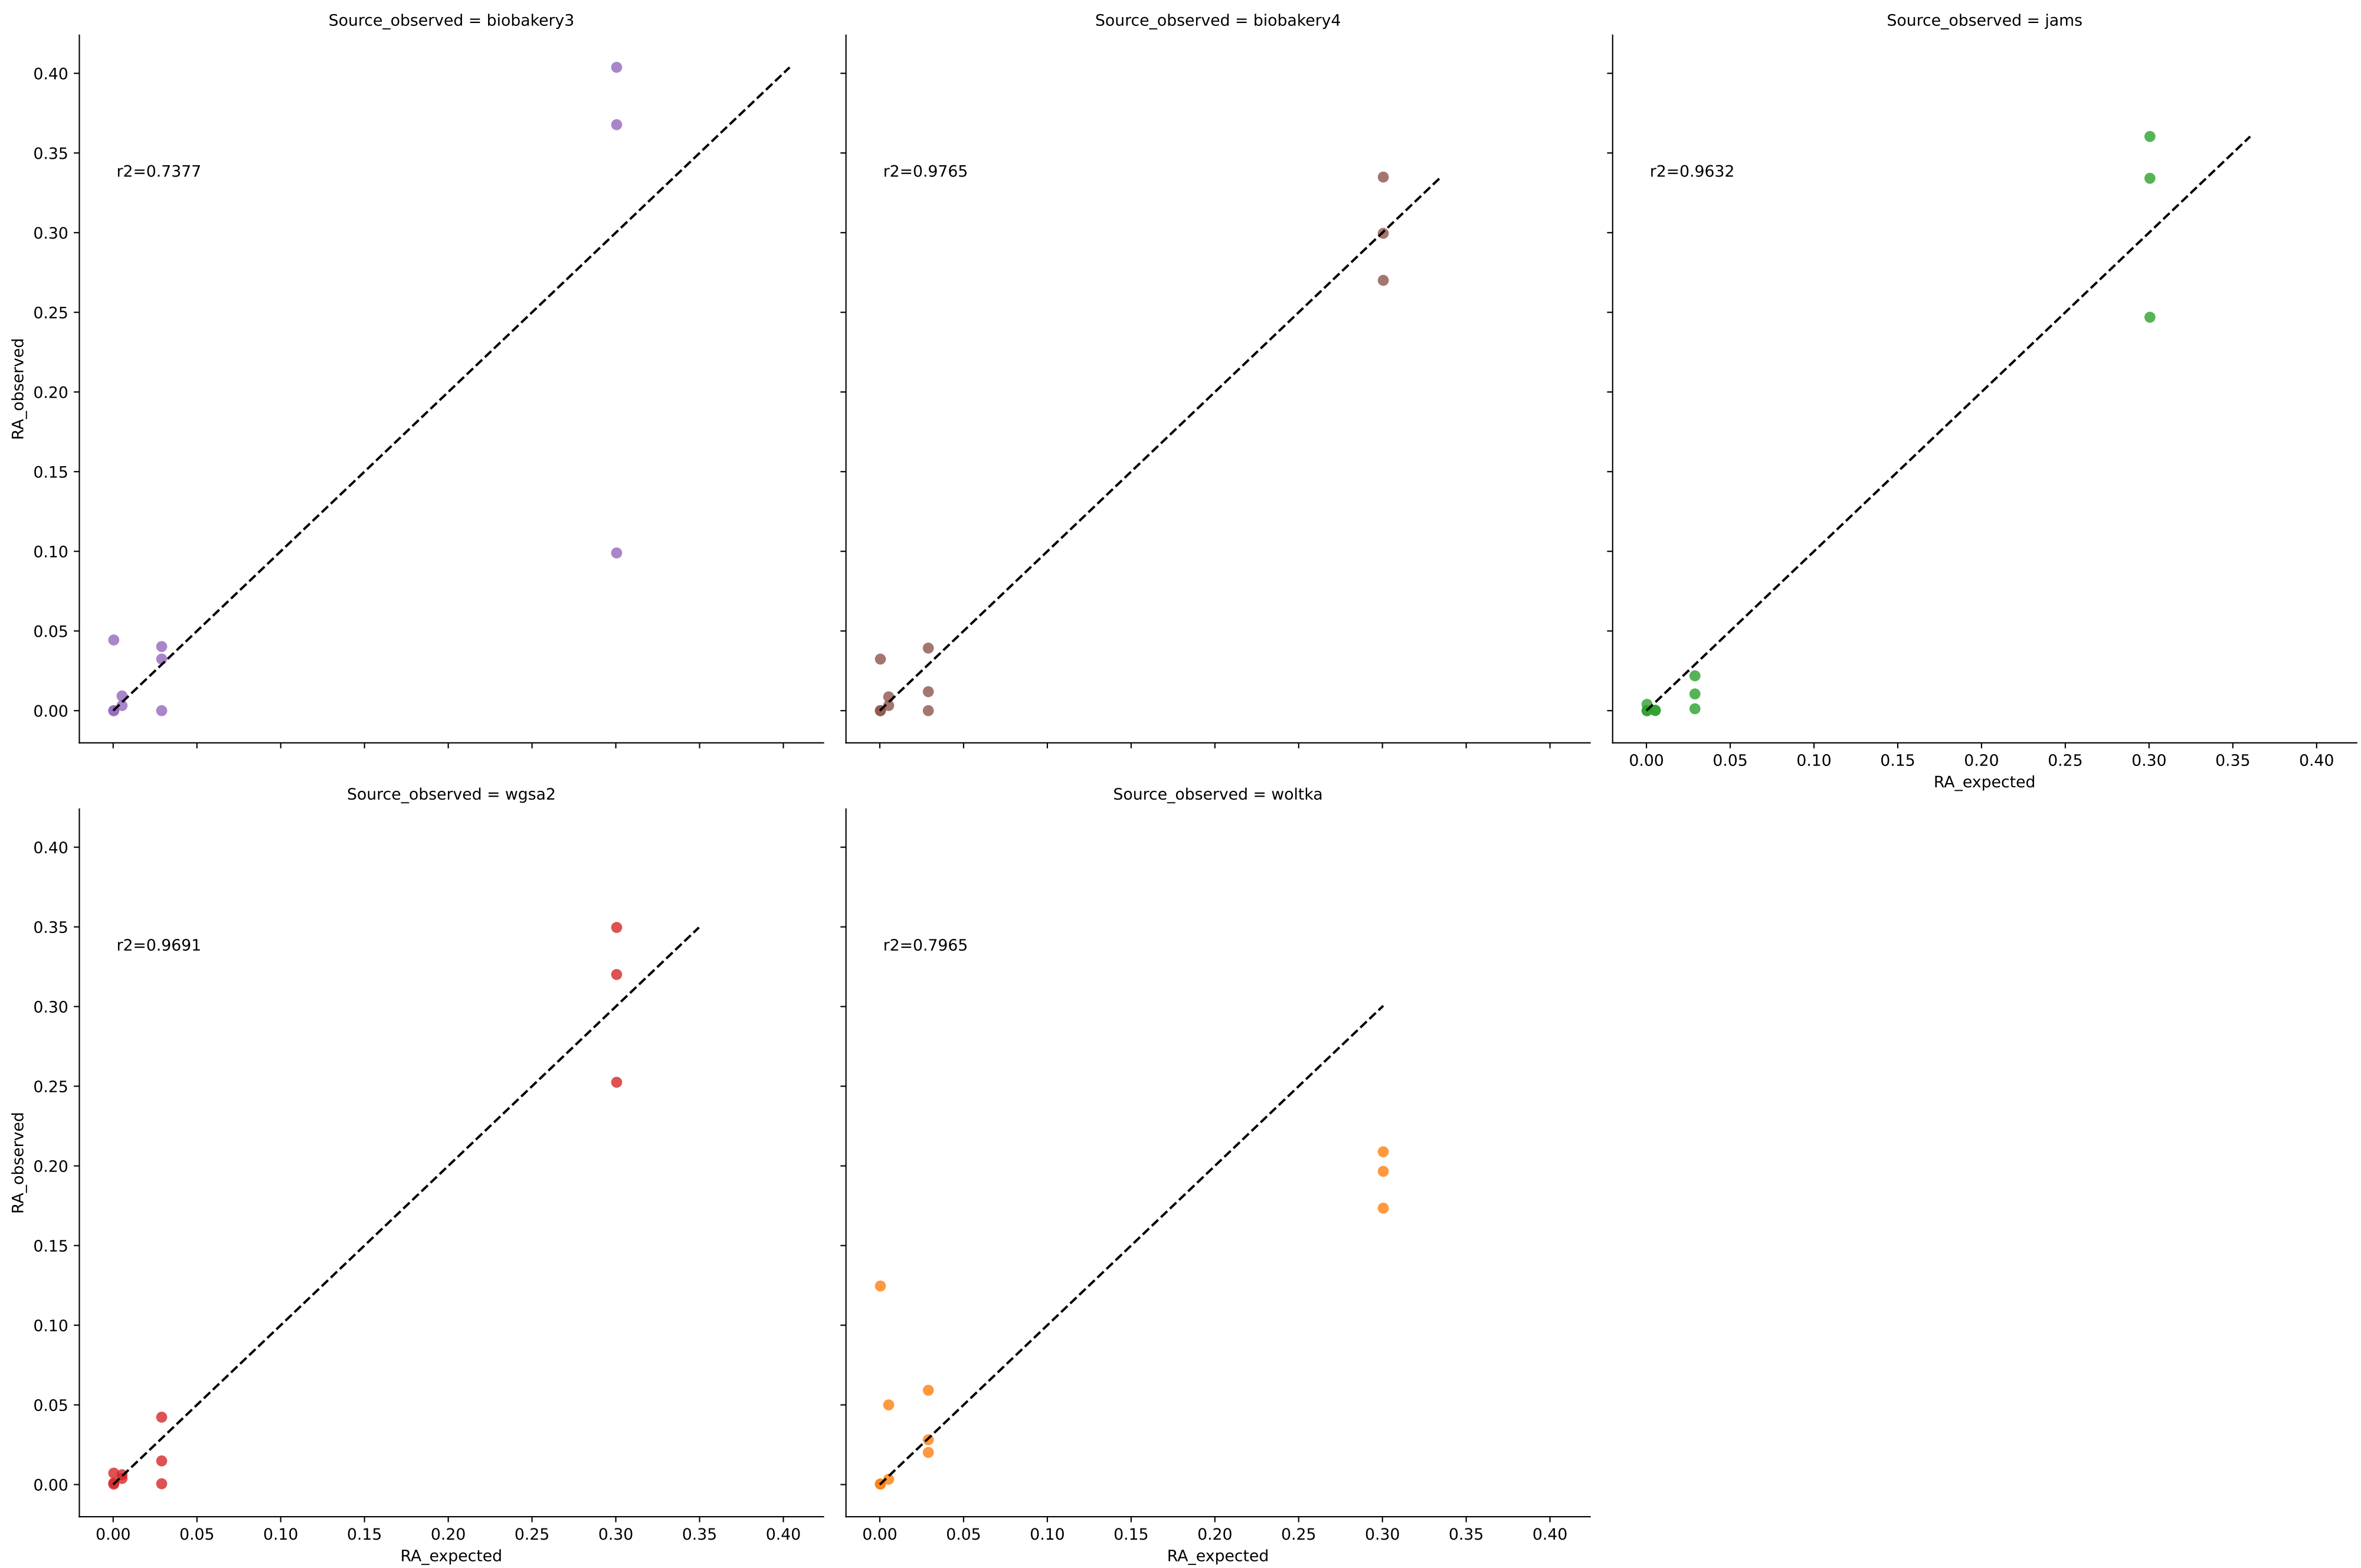 Source_observed = biobakery3
Source_observed = biobakery4
Source_observed = jams
RA_observed
0.40
0.35
0.30
0.25
0.20
0.15
0.10
0.05
0.00
r2=0.7377
r2=0.9765
r2=0.9632
0.00 0.05 0.10 0.15 0.20 0.25 0.30 0.35 0.40
RA_expected
Source_observed = wgsa2
Source_observed = woltka
RA_observed
0.40
0.35
0.30
0.25
0.20
0.15
0.10
0.05
0.00
r2=0.9691
r2=0.7965
0.00 0.05 0.10 0.15 0.20 0.25 0.30 0.35 0.40
RA_expected
0.00 0.05 0.10 0.15 0.20 0.25 0.30 0.35 0.40
RA_expected